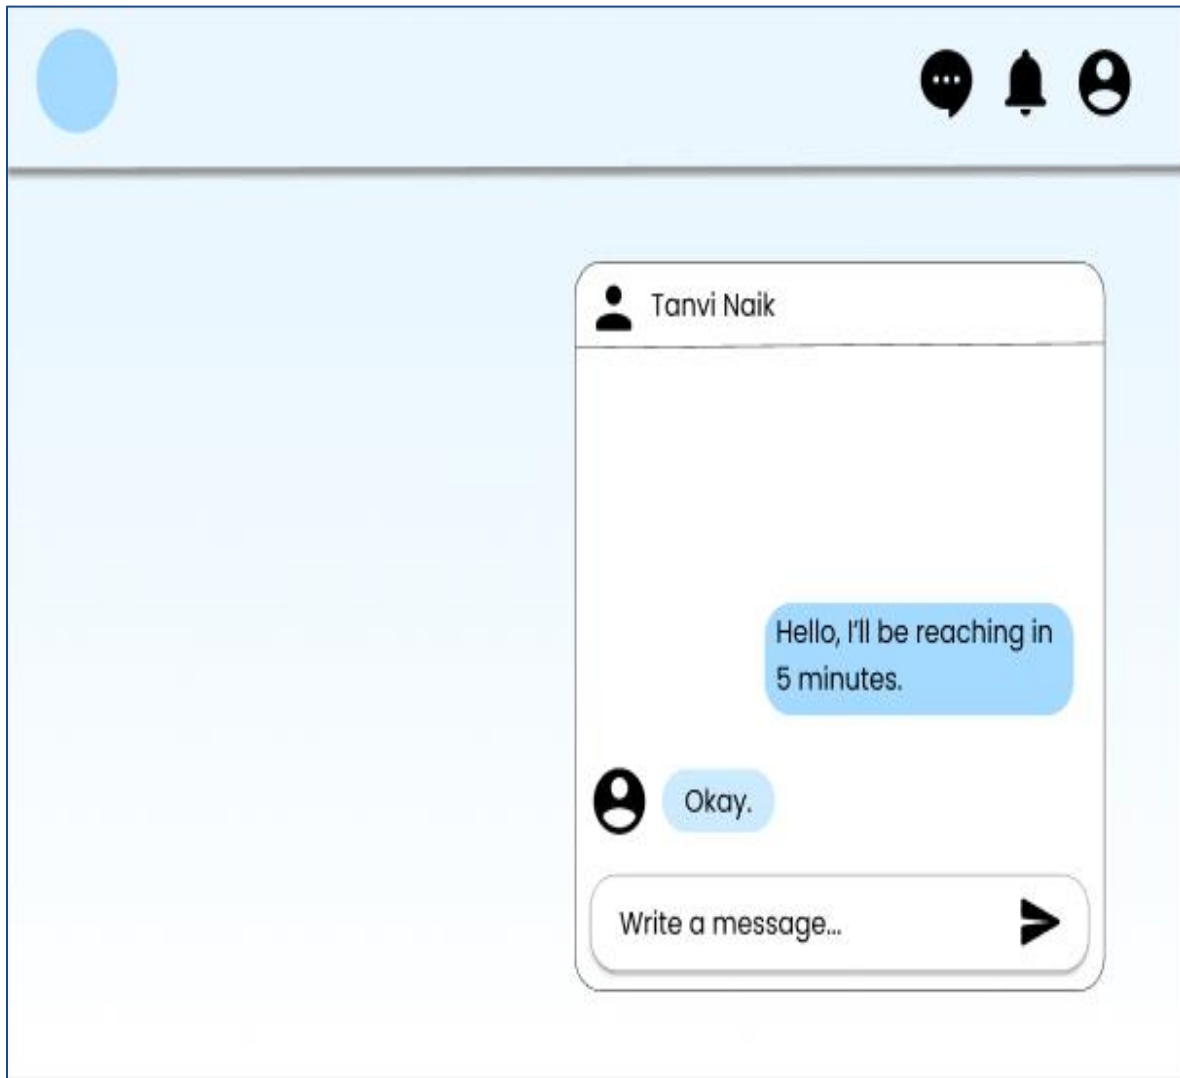 Tanvi Naik
Hello, I'll be reaching in
5 minutes.
Okay.
Write a message...